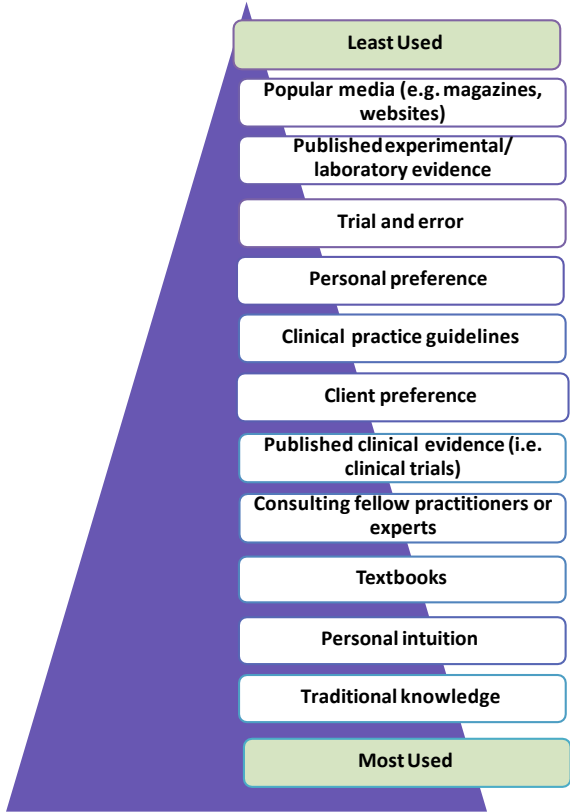 Least Used
Popular media (e.g. magazines,
websites)
Published experimental/
laboratory evidence
Trial and error
Personal preference
Clinical practice guidelines
Client preference
Published clinical evidence (i.e.
clinical trials)
Consulting fellow practitioners or
experts
Textbooks
Personal intuition
Traditional knowledge
Most Used